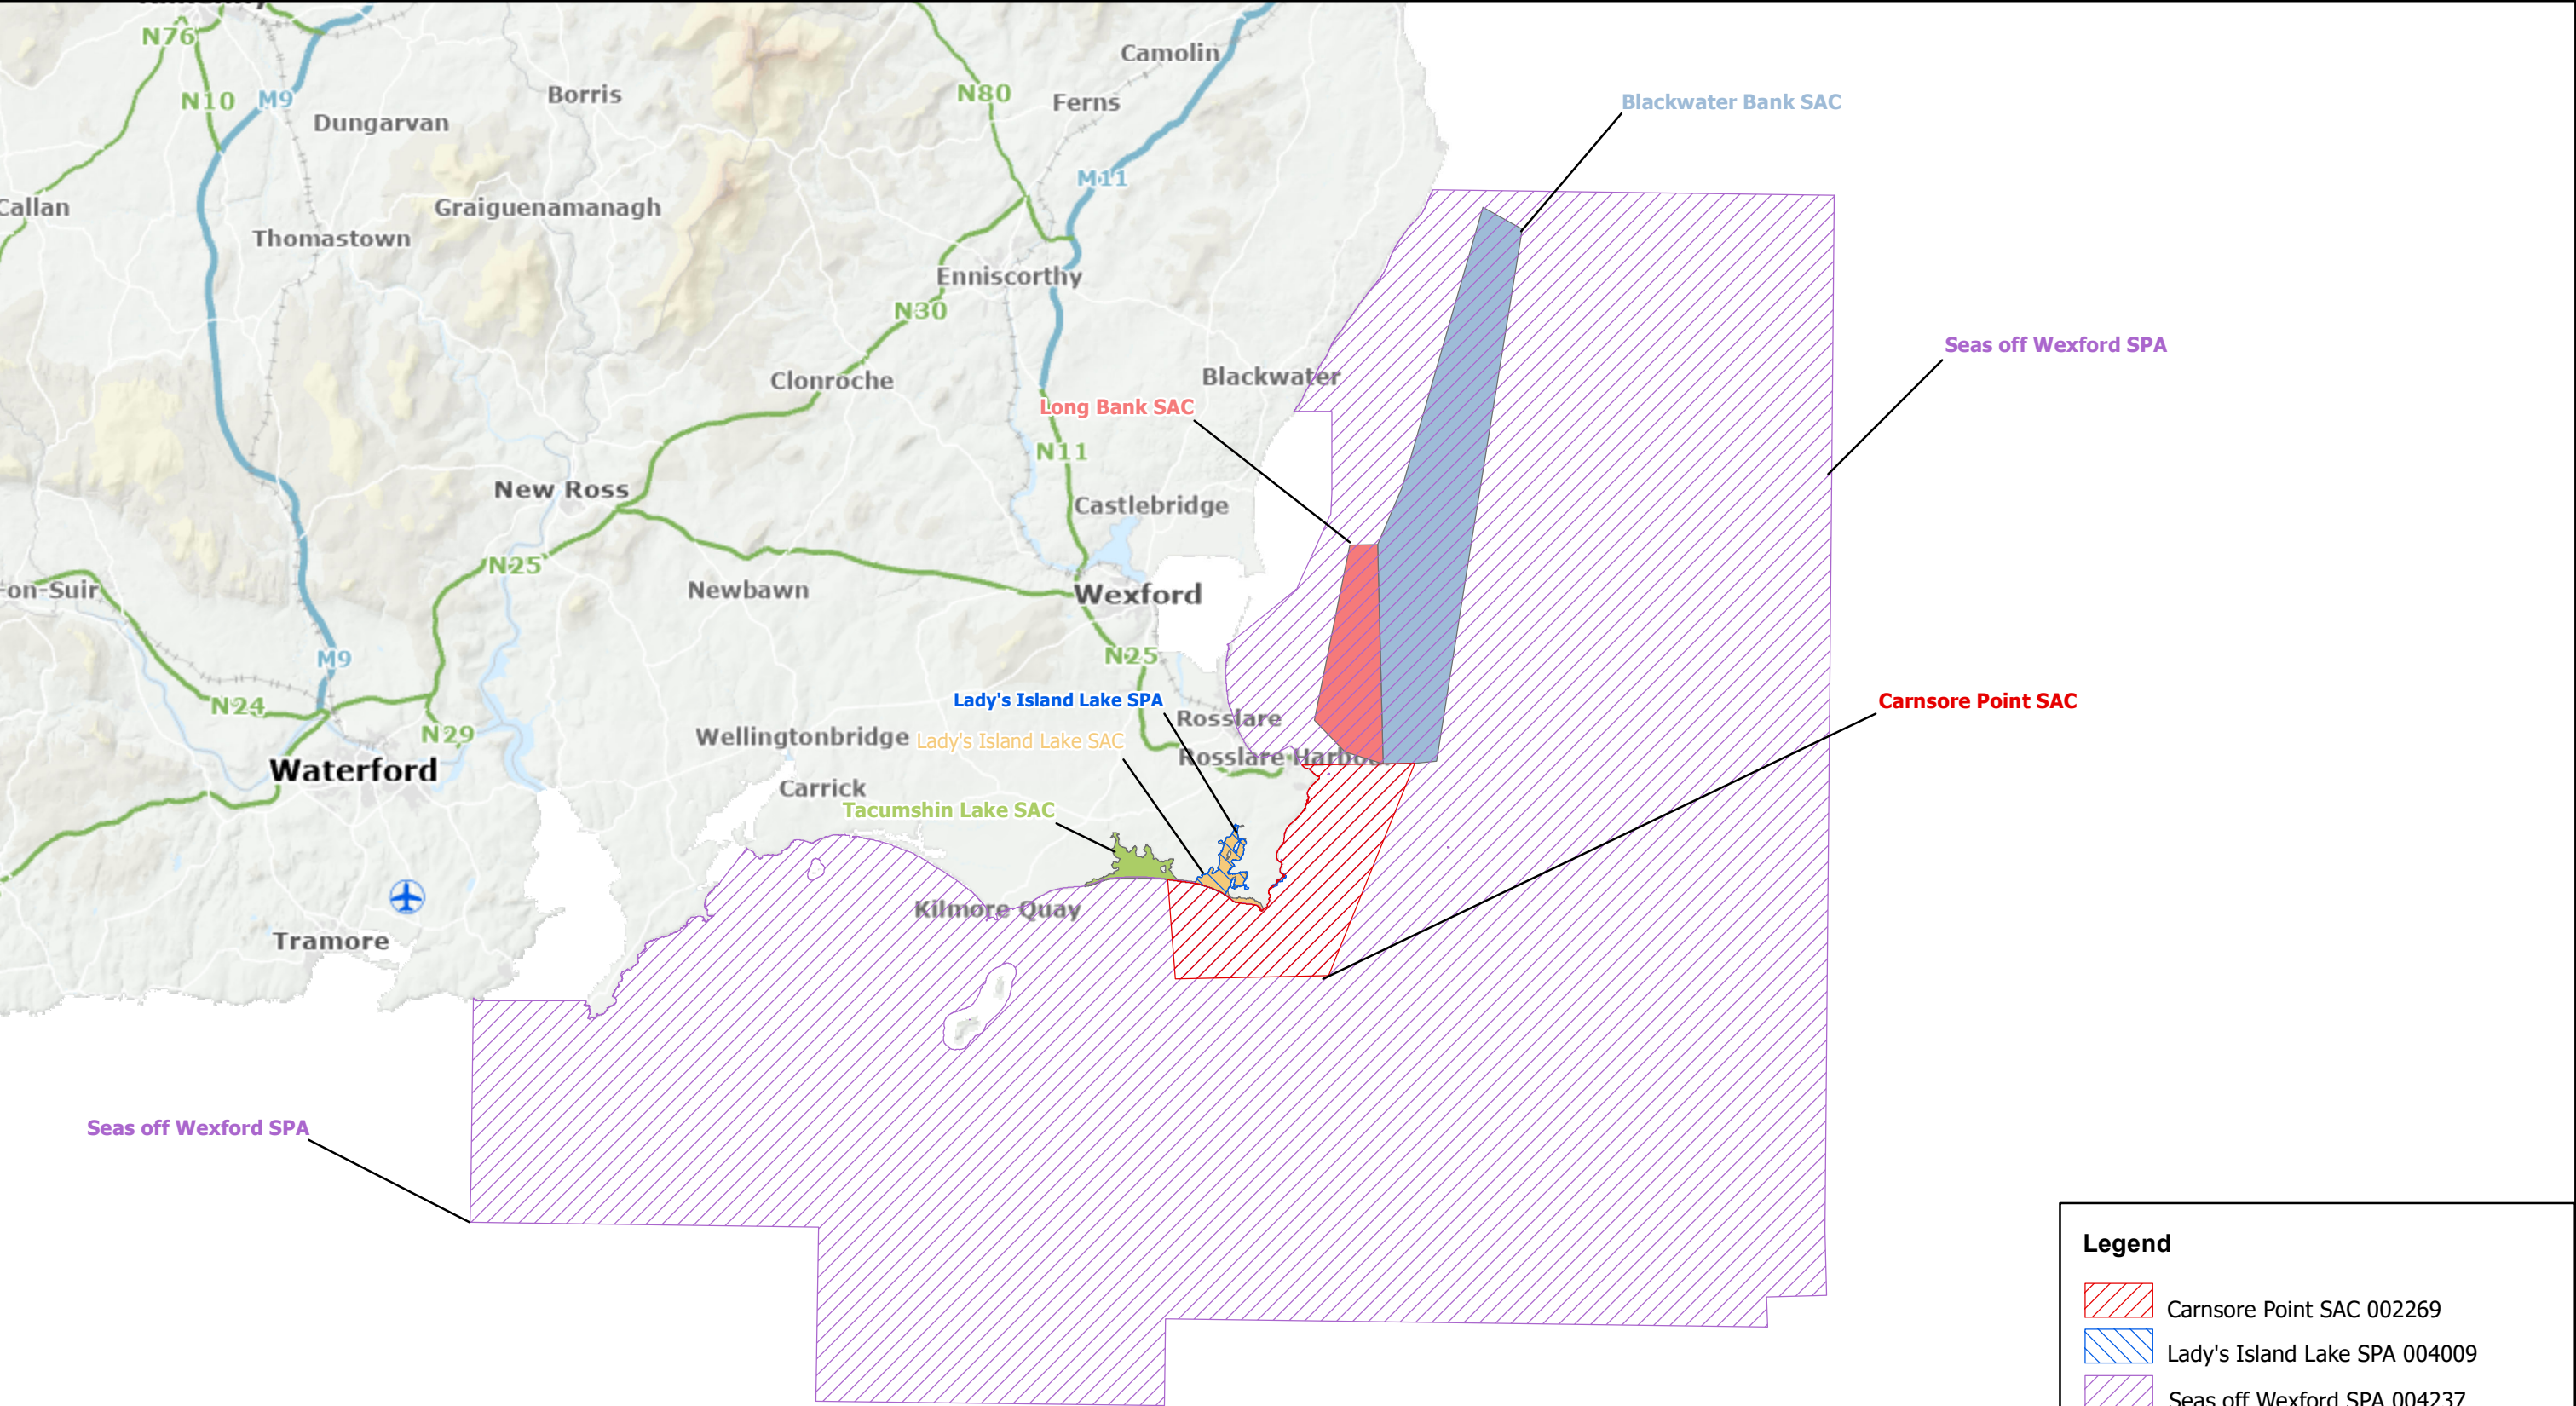 N76
Camolin
N80
Borris
Ferns
N10
M9
Dungarvan
Blackwater Bank SAC
M11
Callan
Graiguenamanagh
Thomastown
Enniscorthy
N30
Seas off Wexford SPA
Clonroche
Blackwater
Long Bank SAC
N11
New Ross
Castlebridge
N25
-on-Suir
Newbawn
Wexford
N25
M9
Lady's Island Lake SPA
Carnsore Point SAC
N24
Rosslare
N29
Wellingtonbridge
Lady's Island Lake SAC
Rosslare Harbour
Waterford
Carrick
Tacumshin Lake SAC
Kilmore Quay
Tramore
Seas off Wexford SPA
Legend
Carnsore Point SAC 002269
Lady's Island Lake SPA 004009
Seas off Wexford SPA 004237